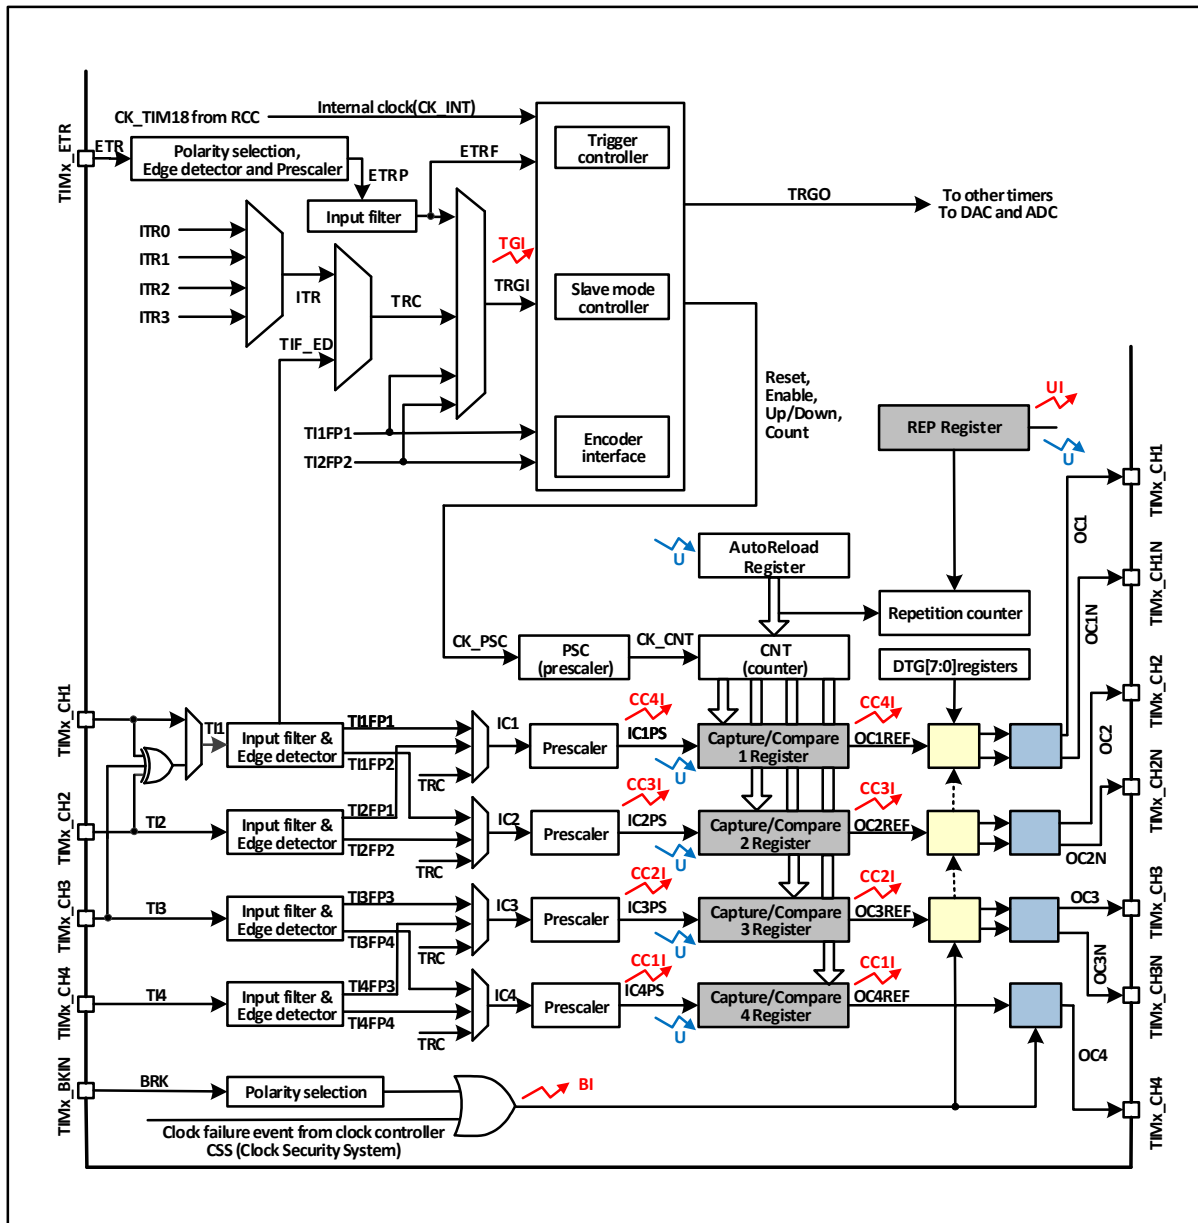 CK_TIM18 from RCC
Internal clock(CK_INT)
TIMx_ETR
ETR
Polarity selection,
Edge detector and Prescaler
ETRP
ETRF
Input filter
Trigger
controller
TRGO
To other timers
To DAC and ADC
ITR0
ITR1
ITR2
ITR3
ITR
TRC
TGI
TRGI
Slave mode
controller
TIF_ED
TI1FP1
TI2FP2
Encoder
interface
Reset,
Enable,
Up/Down,
Count
UI
REP Register
U
TIMx_CH1
OC1
U
AutoReload
Register
Repetition counter
TIMx_CH1N
OC1N
CK_PSC
PSC
(prescaler)
CK_CNT
CNT
(counter)
DTG[7:0]registers
TIMx_CH2
OC2
TIMx_CH1
TI1
Input filter &
Edge detector
TI1FP1
TI1FP2
TRC
IC1
Prescaler
CC4I
IC1PS
U
Capture/Compare
1 Register
CC4I
OC1REF
TIMx_CH2N
OC2N
TIMx_CH2
TI2
Input filter &
Edge detector
TI2FP1
TI2FP2
TRC
IC2
Prescaler
CC3I
IC2PS
U
Capture/Compare
2 Register
CC3I
OC2REF
TIMx_CH3
OC3
TIMx_CH3
TI3
Input filter &
Edge detector
TI3FP3
TI3FP4
TRC
IC3
Prescaler
CC2I
IC3PS
U
Capture/Compare
3 Register
CC2I
OC3REF
OC3N
TIMx_CH3N
TIMx_CH4
TI4
Input filter &
Edge detector
TI4FP3
TI4FP4
TRC
IC4
Prescaler
CC1I
IC4PS
U
Capture/Compare
4 Register
CC1I
OC4REF
OC4
TIMx_CH4
TIMx_BKIN
BRK
Polarity selection
BI
Clock failure event from clock controller
CSS (Clock Security System)